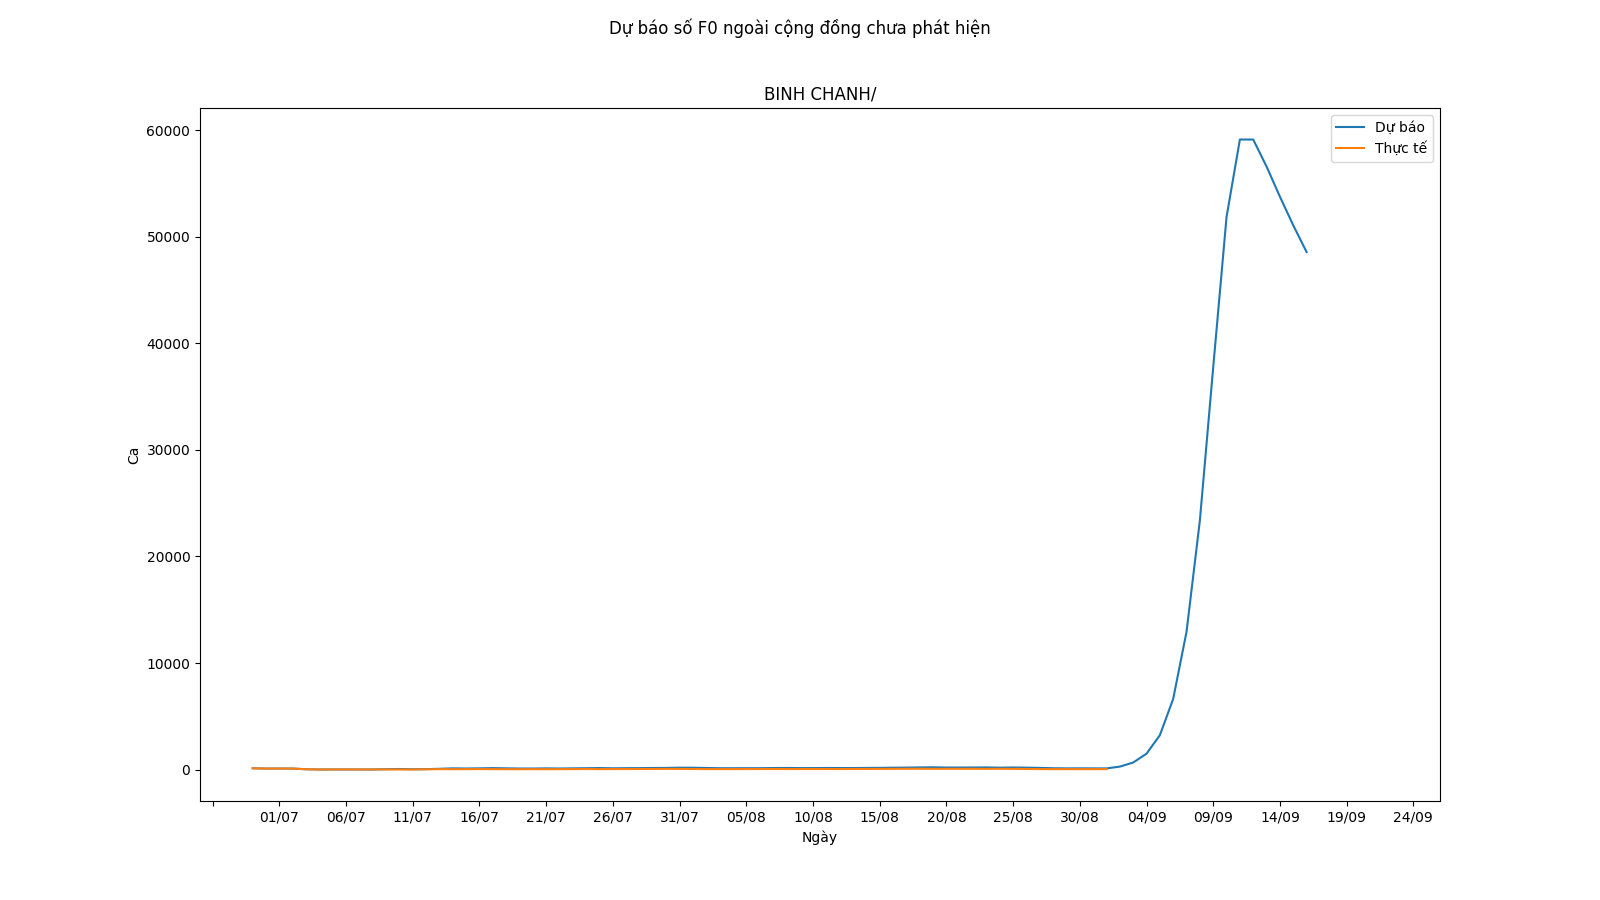 Dự báo số F0 ngoài cộng đồng chưa phát hiện
BINH CHANH/
Dự báo
Thực tế
60000
50000
40000
30000
20000
10000
0
Ca
01/07 06/07 11/07 16/07 21/07 26/07 31/07 05/08 10/08 15/08 20/08 25/08 30/08 04/09 09/09 14/09 19/09 24/09
Ngày